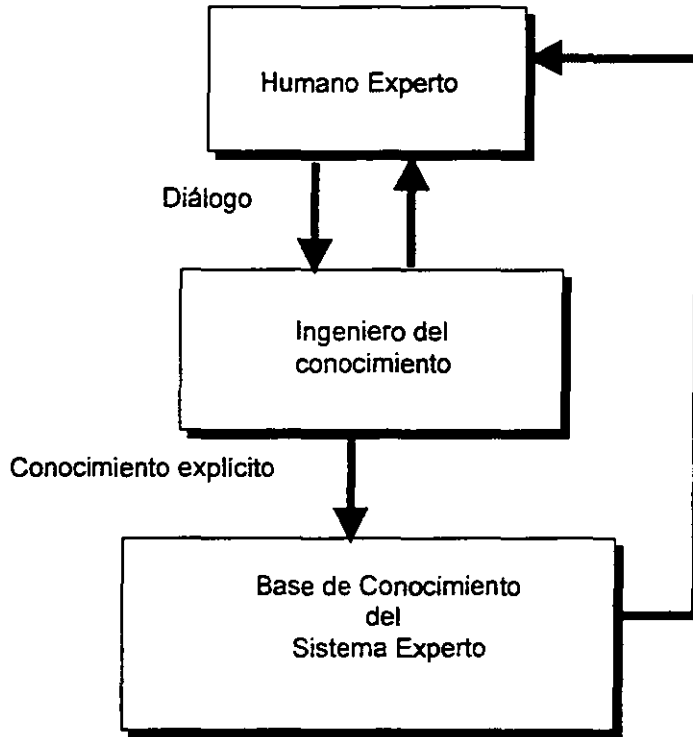 Humano Experto
Diálogo
Ingeniero del
conocimiento
Conocimiento explícito
Base de Conocimiento
del
Sistema Experto